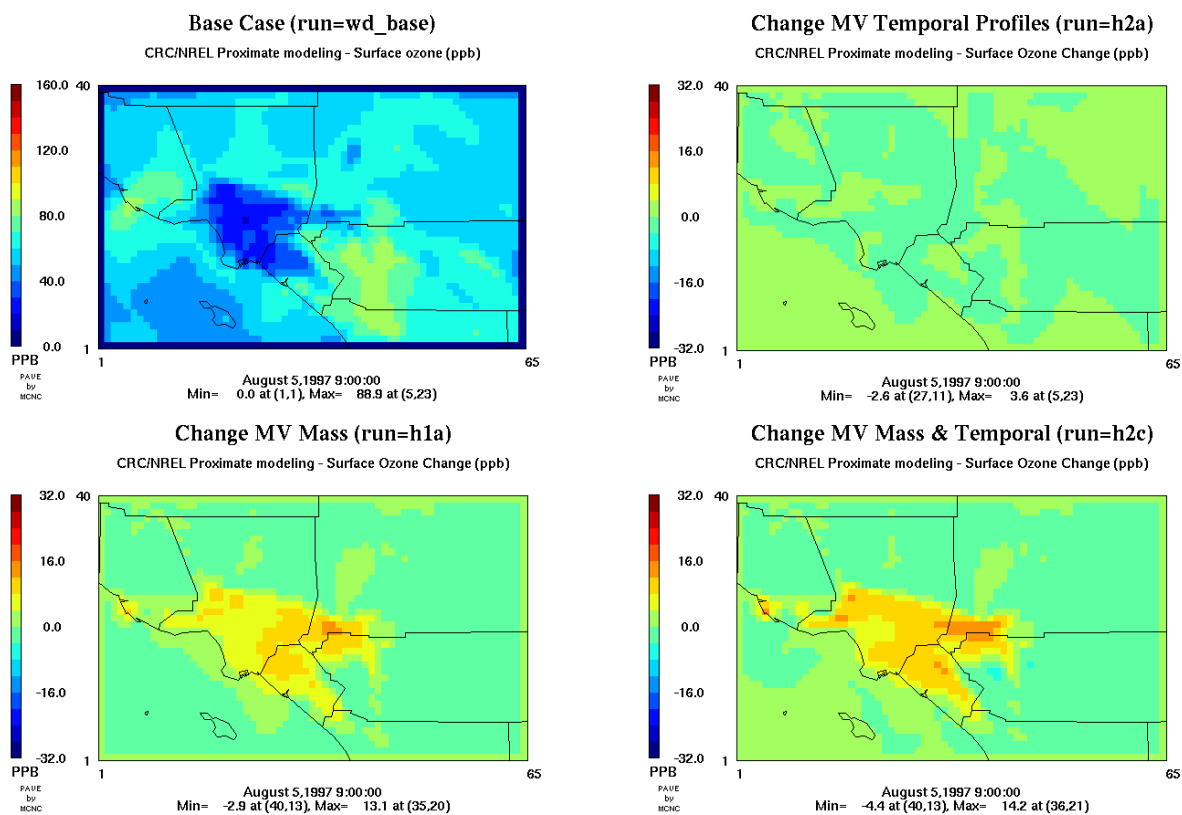 Base Case (run=wd_base)
CRC/NREL Proximate modeling - Surface ozone (ppb)
160.0
120.0
80.0
40.0
0.0
PPB
PAVE
by
MCNC
40
1
1
65
August 5,1997 9:00:00
Min= 0.0 at (1,1), Max= 88.9 at (5,23)
Change MV Temporal Profiles (run=h2a)
CRC/NREL Proximate modeling - Surface Ozone Change (ppb)
32.0
16.0
0.0
-16.0
-32.0
PPB
PAVE
by
MCNC
40
1
1
65
August 5,1997 9:00:00
Min= -2.6 at (27,11), Max= 3.6 at (5,23)
Change MV Mass (run=h1a)
CRC/NREL Proximate modeling - Surface Ozone Change (ppb)
32.0
16.0
0.0
-16.0
-32.0
PPB
PAVE
by
MCNC
40
1
1
65
August 5,1997 9:00:00
Min= -2.9 at (40,13), Max= 13.1 at (35,20)
Change MV Mass & Temporal (run=h2c)
CRC/NREL Proximate modeling - Surface Ozone Change (ppb)
32.0
16.0
0.0
-16.0
-32.0
PPB
PAVE
by
MCNC
40
1
1
65
August 5,1997 9:00:00
Min= -4.4 at (40,13), Max= 14.2 at (36,21)